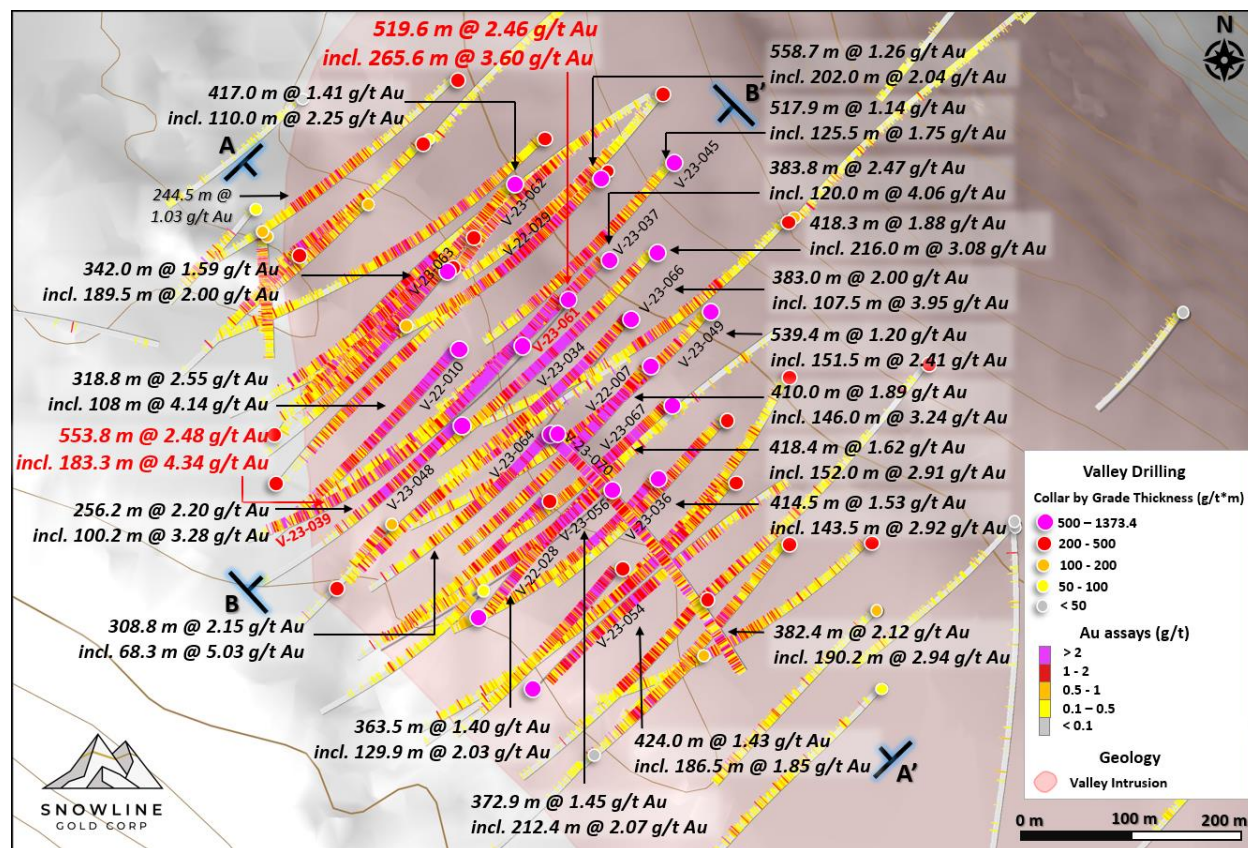 519.6 m @ 2.46 g/t Au
incl. 265.6 m @ 3.60 g/t Au
N
417.0 m @ 1.41 g/t Au
incl. 110.0 m @ 2.25 g/t Au
558.7 m @ 1.26 g/t Au
incl. 202.0 m @ 2.04 g/t Au
517.9 m @ 1.14 g/t Au
incl. 125.5 m @ 1.75 g/t Au
383.8 m @ 2.47 g/t Au
incl. 120.0 m @ 4.06 g/t Au
418.3 m @ 1.88 g/t Au
incl. 216.0 m @ 3.08 g/t Au
383.0 m @ 2.00 g/t Au
incl. 107.5 m @ 3.95 g/t Au
539.4 m @ 1.20 g/t Au
incl. 151.5 m @ 2.41 g/t Au
410.0 m @ 1.89 g/t Au
incl. 146.0 m @ 3.24 g/t Au
418.4 m @ 1.62 g/t Au
incl. 152.0 m @ 2.91 g/t Au
414.5 m @ 1.53 g/t Au
incl. 143.5 m @ 2.92 g/t Au
382.4 m @ 2.12 g/t Au
incl. 190.2 m @ 2.94 g/t Au
A
B'
244.5 m @
1.03 g/t Au
342.0 m @ 1.59 g/t Au
incl. 189.5 m @ 2.00 g/t Au
318.8 m @ 2.55 g/t Au
incl. 108 m @ 4.14 g/t Au
553.8 m @ 2.48 g/t Au
incl. 183.3 m @ 4.34 g/t Au
256.2 m @ 2.20 g/t Au
incl. 100.2 m @ 3.28 g/t Au
B
308.8 m @ 2.15 g/t Au
incl. 68.3 m @ 5.03 g/t Au
363.5 m @ 1.40 g/t Au
incl. 129.9 m @ 2.03 g/t Au
372.9 m @ 1.45 g/t Au
incl. 212.4 m @ 2.07 g/t Au
424.0 m @ 1.43 g/t Au
incl. 186.5 m @ 1.85 g/t Au
A'
V-23-045
V-23-062
V-22-029
V-23-037
V-23-063
V-23-066
V-23-061
V-23-049
V-23-034
V-22-010
V-22-007
V-23-067
V-23-064
V-23-070
V-23-048
V-23-039
V-23-056
V-23-036
V-22-028
V-23-054
Valley Drilling
Collar by Grade Thickness (g/t*m)
500 – 1373.4
200 - 500
100 - 200
50 - 100
< 50
Au assays (g/t)
> 2
1 - 2
0.5 - 1
0.1 – 0.5
< 0.1
Geology
Valley Intrusion
0 m 100 m 200 m
SNOWLINE
GOLD CORP